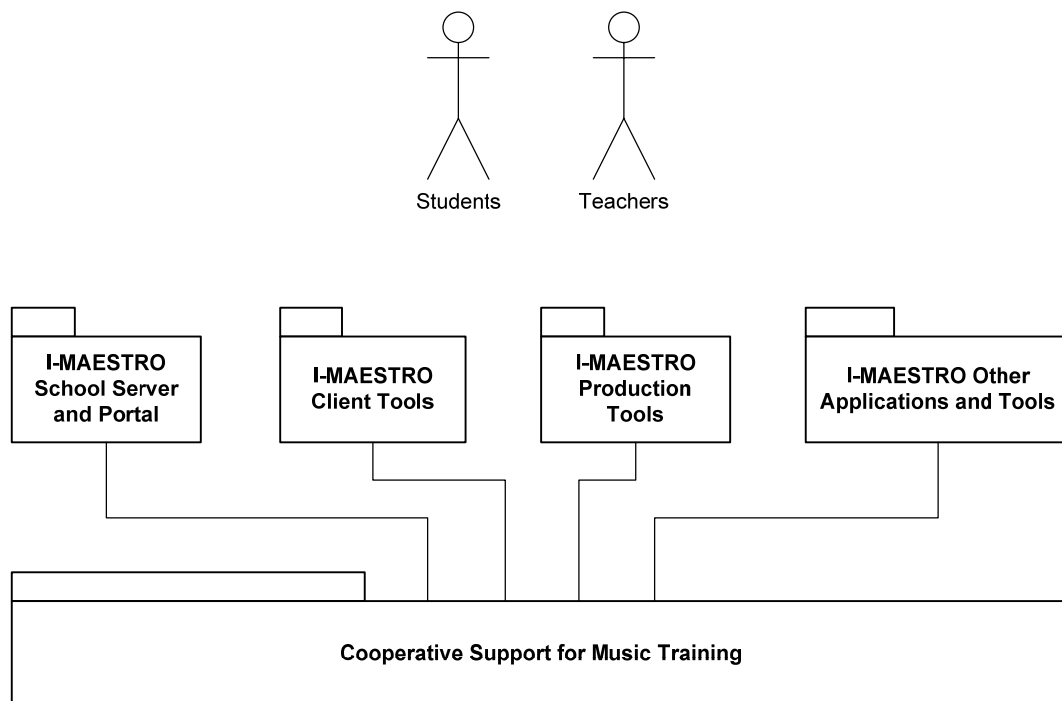 Students
Teachers
I-MAESTRO
School Server
and Portal
I-MAESTRO
Client Tools
I-MAESTRO
Production
Tools
I-MAESTRO Other
Applications and Tools
Cooperative Support for Music Training